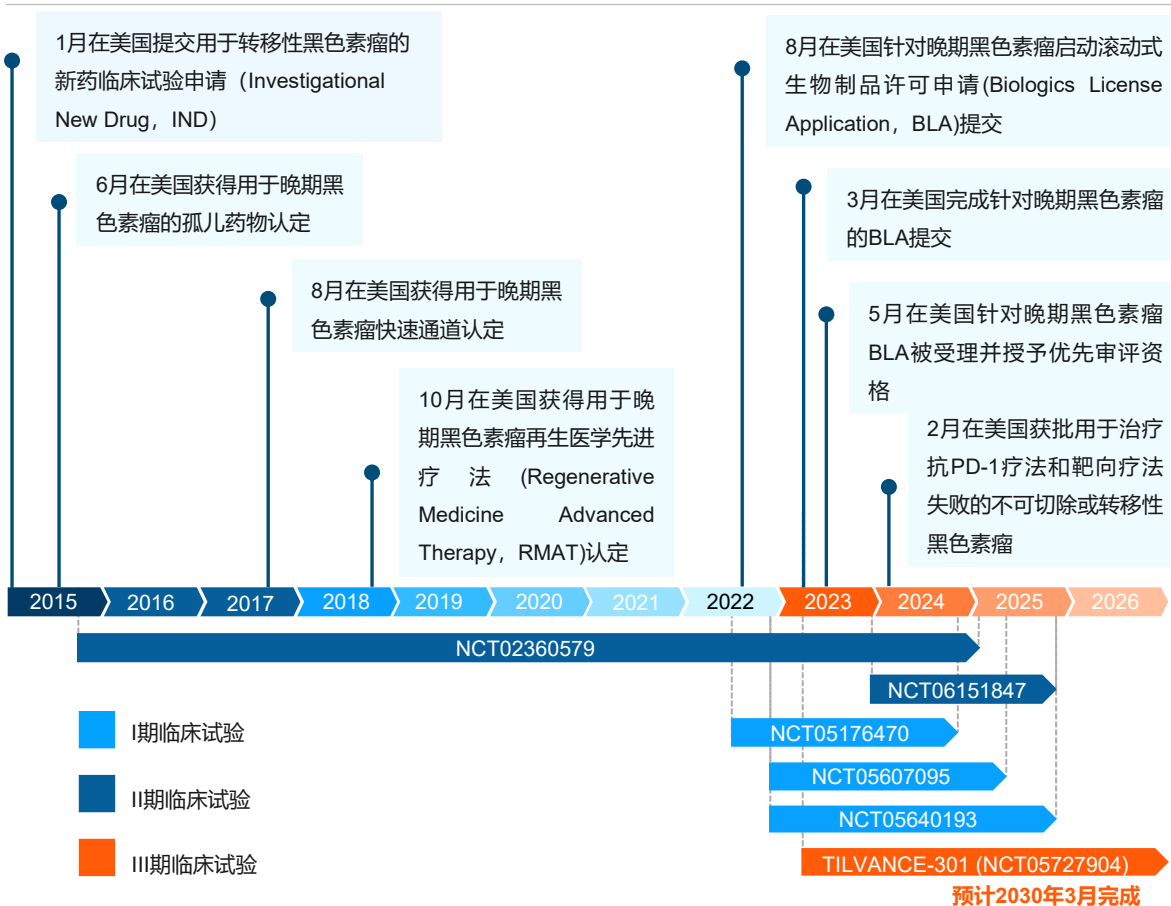 1月在美国提交用于转移性黑色素瘤的
新药临床试验申请（Investigational
New Drug，IND）
6月在美国获得用于晚期黑
色素瘤的孤儿药物认定
8月在美国获得用于晚期黑
色素瘤快速通道认定
10月在美国获得用于晚
期黑色素瘤再生医学先进
疗法(Regenerative
Medicine Advanced
Therapy，RMAT)认定
8月在美国针对晚期黑色素瘤启动滚动式
生物制品许可申请(Biologics License
Application，BLA)提交
3月在美国完成针对晚期黑色素瘤
的BLA提交
5月在美国针对晚期黑色素瘤
BLA被受理并授予优先审评资
格
2月在美国获批用于治疗
抗PD-1疗法和靶向疗法
失败的不可切除或转移性
黑色素瘤
2015 2016 2017 2018 2019 2020 2021 2022 2023 2024 2025 2026
NCT02360579
NCT06151847
NCT05176470
NCT05607095
NCT05640193
TILVANCE-301 (NCT05727904)
预计2030年3月完成
I期临床试验
II期临床试验
III期临床试验